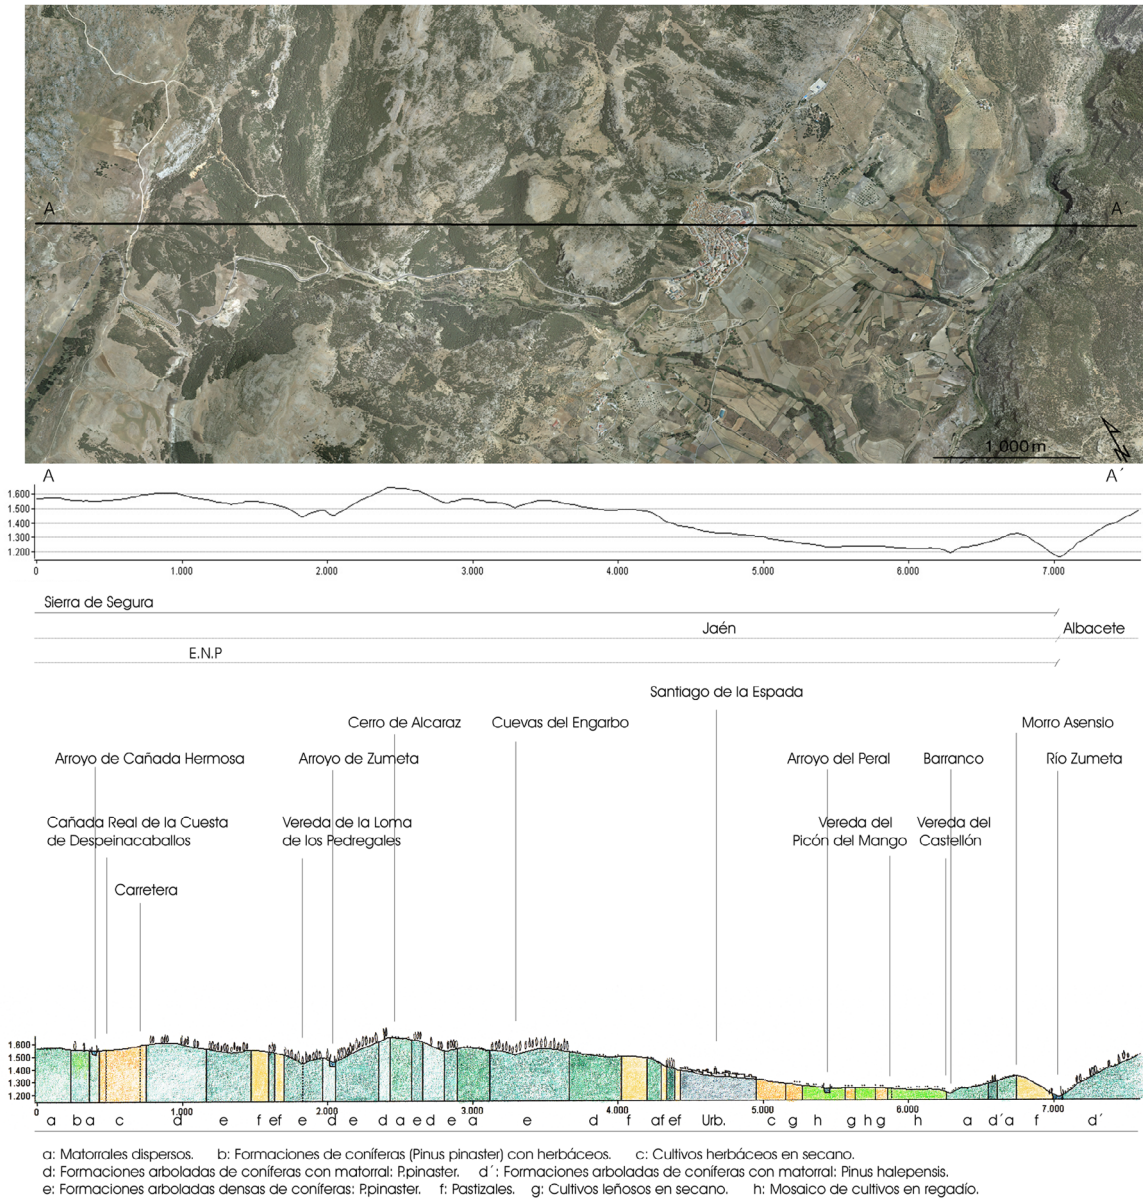 A
A´
1.000 m
N
A
A´
1.600
1.500
1.400
1.300
1.200
0 1.000 2.000 3.000 4.000 5.000 6.000 7.000
Sierra de Segura
Jaén
Albacete
E.N.P
Santiago de la Espada
Cerro de Alcaraz
Cuevas del Engarbo
Morro Asensio
Arroyo de Cañada Hermosa
Arroyo de Zumeta
Arroyo del Peral
Barranco
Río Zumeta
Cañada Real de la Cuesta
de Despeinacaballos
Vereda de la Loma
de los Pedregales
Vereda del
Picón del Mango
Vereda del
Castellón
Carretera
1.600
1.500
1.400
1.300
1.200
0 1.000 2.000 3.000 4.000 5.000 6.000 7.000
a b a c d e f ef e d e d a e d e a e d f af ef Urb. c g h g h g h a d´ a f d´
a: Matorrales dispersos. b: Formaciones de coníferas (Pinus pinaster) con herbáceos. c: Cultivos herbáceos en secano.
d: Formaciones arboladas de coníferas con matorral: P.pinaster. d´: Formaciones arboladas de coníferas con matorral: Pinus halepensis.
e: Formaciones arboladas densas de coníferas: P.pinaster. f: Pastizales. g: Cultivos leñosos en secano. h: Mosaico de cultivos en regadío.